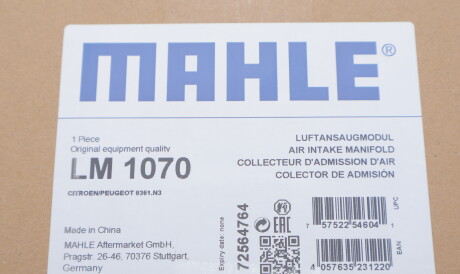 MAHLE®
1 Piece
Original equipment quality
LM 1070
CITROEN/PEUGEOT 0361.N3
LUFTANSAUGMODUL
AIR INTAKE MANIFOLD
COLLECTEUR D'ADMISSION D'AIR
COLECTOR DE ADMISIÓN
Made in China
MAHLE Aftermarket GmbH,
Pragstr. 26-46, 70376 Stuttgart,
Germany
Expiry date: none
72564764
EAC
7 57522 54604 1
UPC
4 057635 231220
EAN